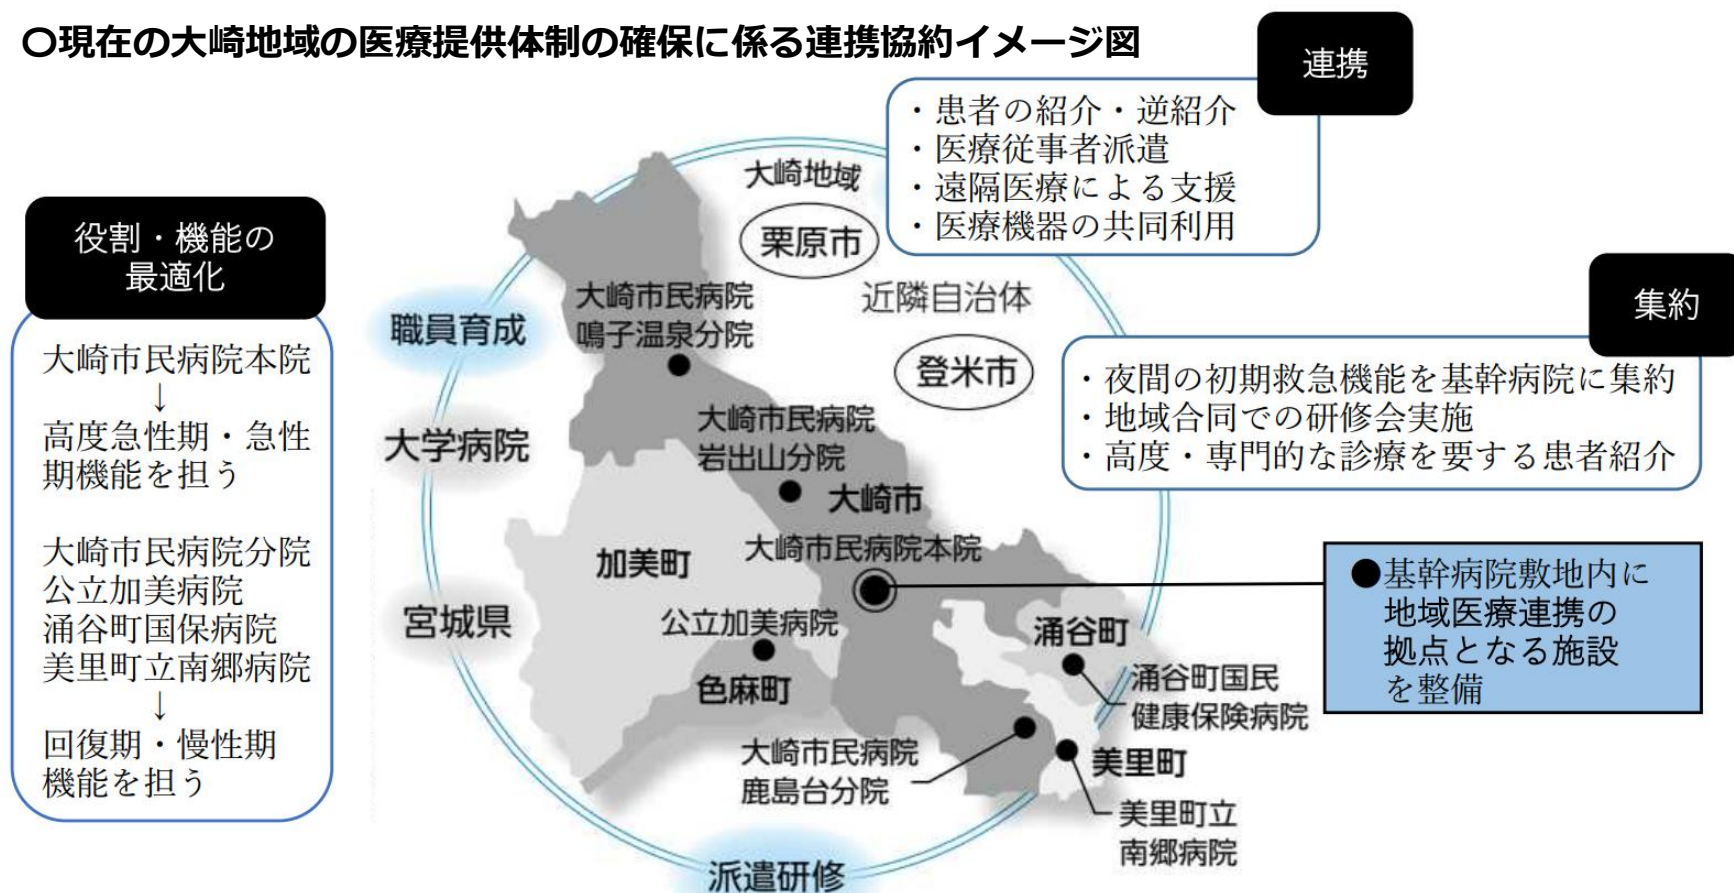 〇現在の大崎地域の医療提供体制の確保に係る連携協約イメージ図
連携
・患者の紹介・逆紹介
・医療従事者派遣
・遠隔医療による支援
・医療機器の共同利用
役割・機能の
最適化
大崎市民病院本院
↓
高度急性期・急性
期機能を担う
大崎市民病院分院
公立加美病院
涌谷町国保病院
美里町立南郷病院
↓
回復期・慢性期
機能を担う
集約
・夜間の初期救急機能を基幹病院に集約
・地域合同での研修会実施
・高度・専門的な診療を要する患者紹介
●基幹病院敷地内に
地域医療連携の
拠点となる施設
を整備
大崎地域
栗原市
近隣自治体
登米市
職員育成
大学病院
宮城県
派遣研修
大崎市民病院
鳴子温泉分院
大崎市民病院
岩出山分院
大崎市
加美町
大崎市民病院本院
公立加美病院
色麻町
涌谷町
涌谷町国民
健康保険病院
大崎市民病院
鹿島台分院
美里町
美里町立
南郷病院